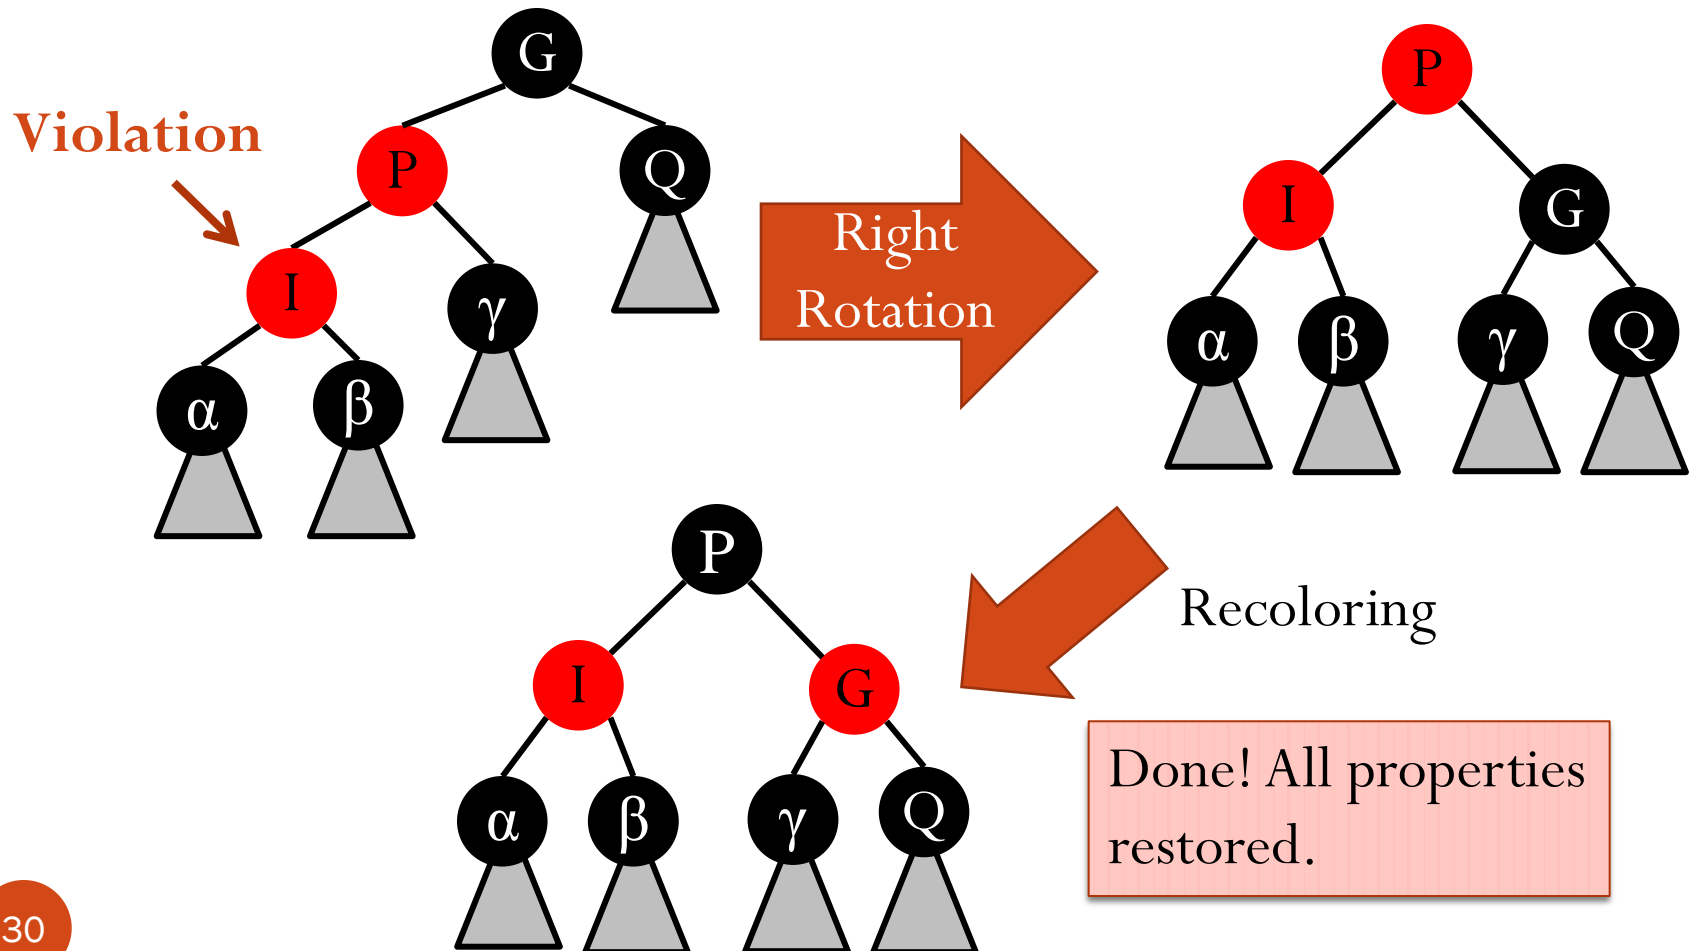 G
Violation
P
Q
I
γ
α
β
Right
Rotation
P
I
G
α
β
γ
Q
Recoloring
P
I
G
α
β
γ
Q
Done! All properties
restored.
30